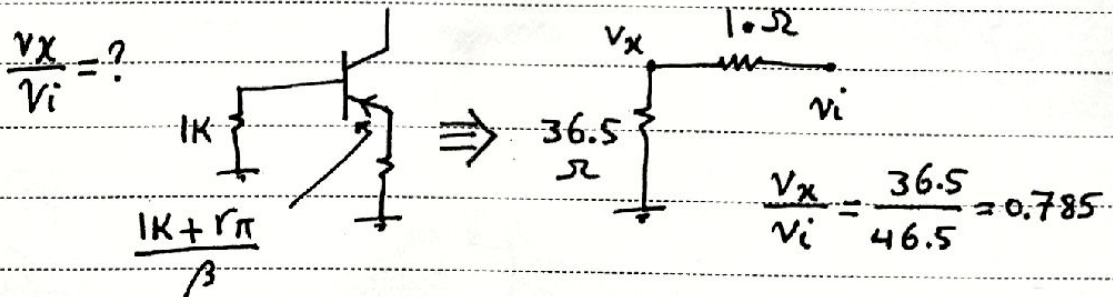 vx/vi = ?
1K
(1K + rπ)/β
≡>
vx
1•Ω
vi
36.5
Ω
vx/vi = 36.5/46.5 = 0.785